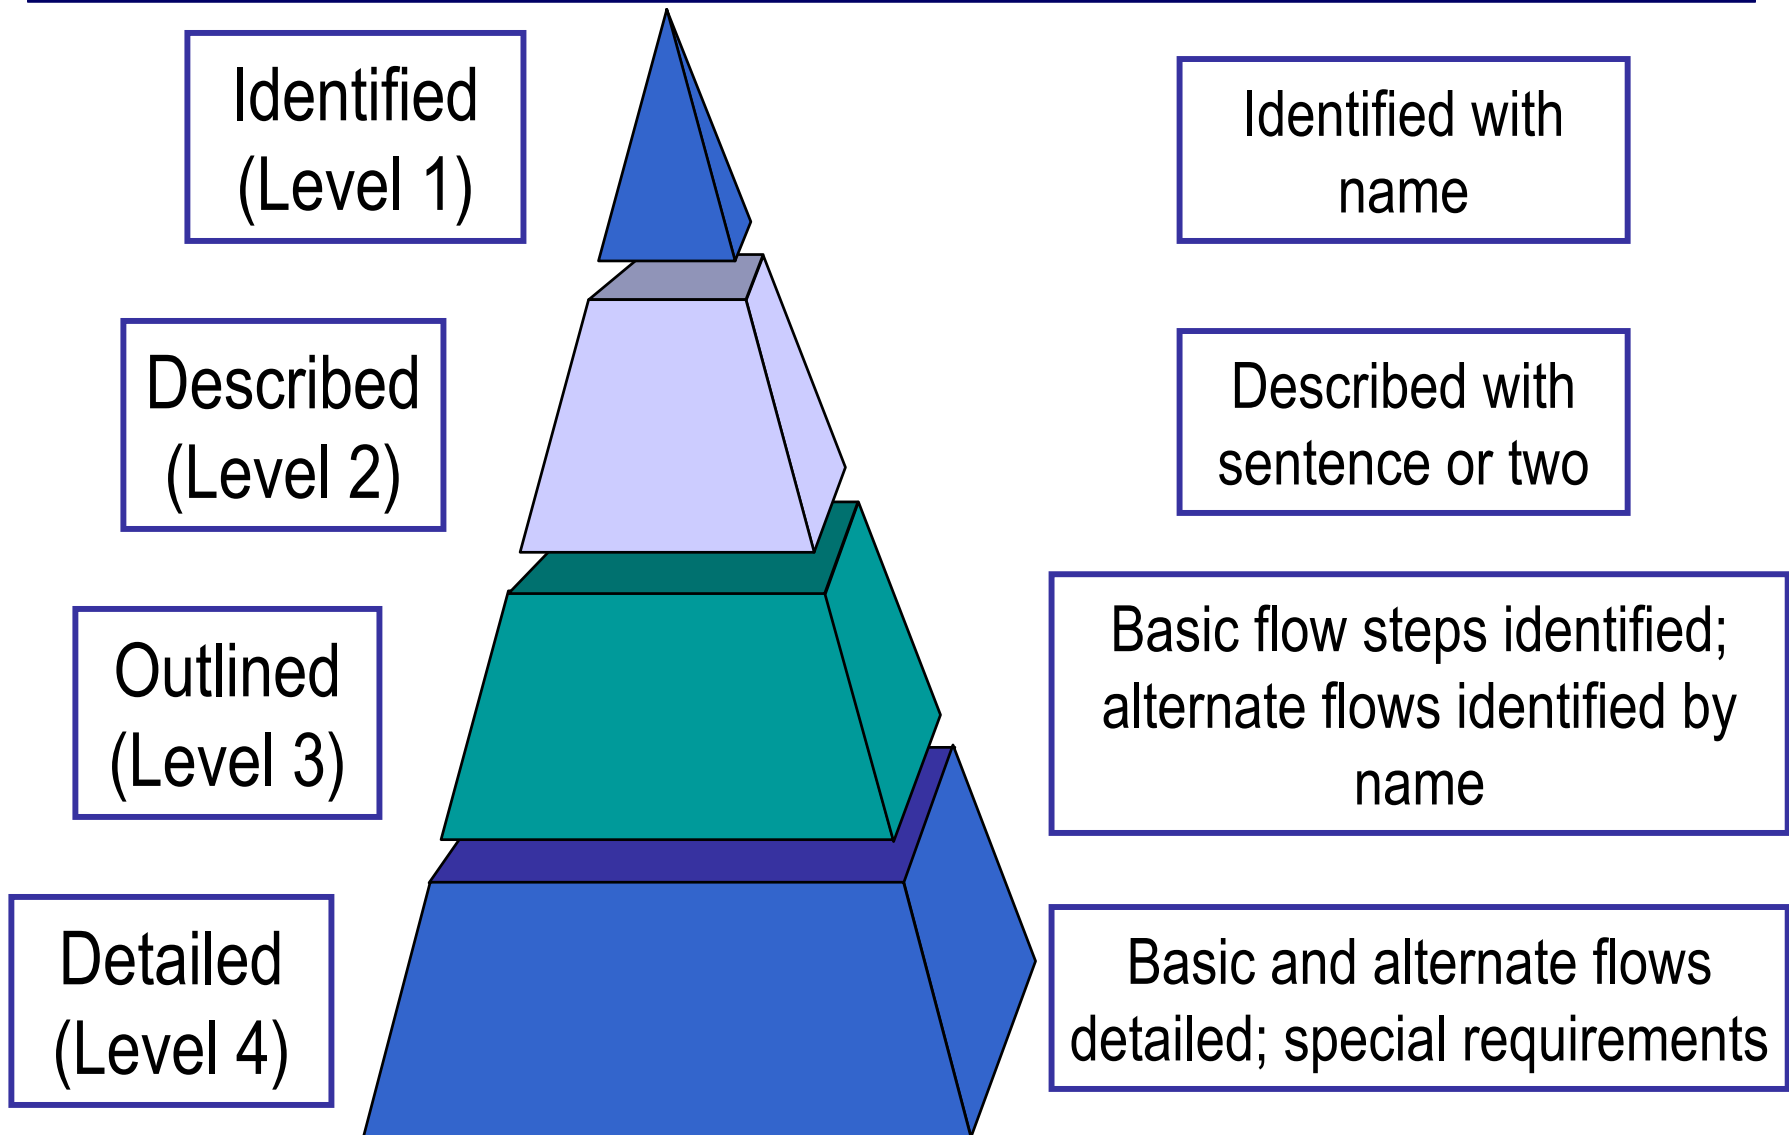 Identified
(Level 1)
Identified with
name
Described
(Level 2)
Described with
sentence or two
Outlined
(Level 3)
Basic flow steps identified;
alternate flows identified by
name
Detailed
(Level 4)
Basic and alternate flows
detailed; special requirements